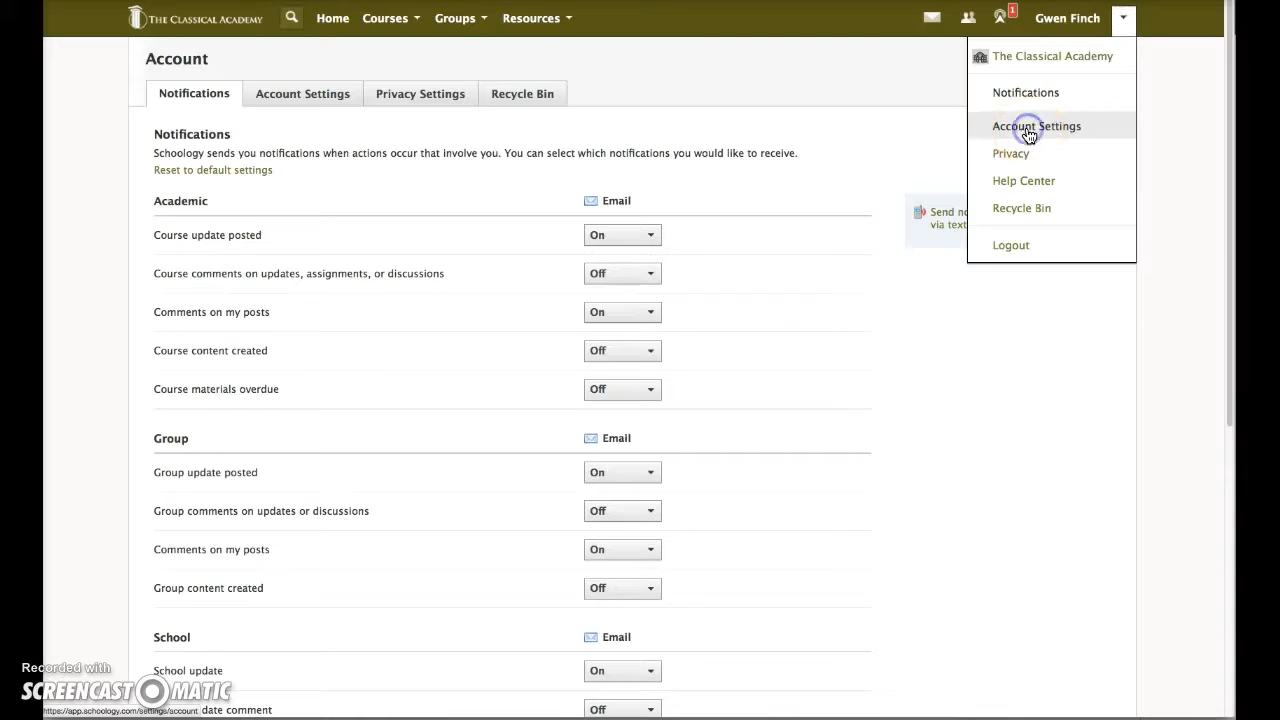 THE CLASSICAL ACADEMY Home Courses Groups Resources 1 Gwen Finch
Account
The Classical Academy
Notifications
Account Settings
Privacy
Help Center
Recycle Bin
Logout
Notifications Account Settings Privacy Settings Recycle Bin
Notifications
Schoology sends you notifications when actions occur that involve you. You can select which notifications you would like to receive.
Reset to default settings
Send
via text
Academic Email
Course update posted On
Course comments on updates, assignments, or discussions Off
Comments on my posts On
Course content created Off
Course materials overdue Off
Group Email
Group update posted On
Group comments on updates or discussions Off
Comments on my posts On
Group content created Off
School Email
School update On
date comment Off
Recorded with
SCREENCAST MATIC
https://app.schoology.com/settings/account